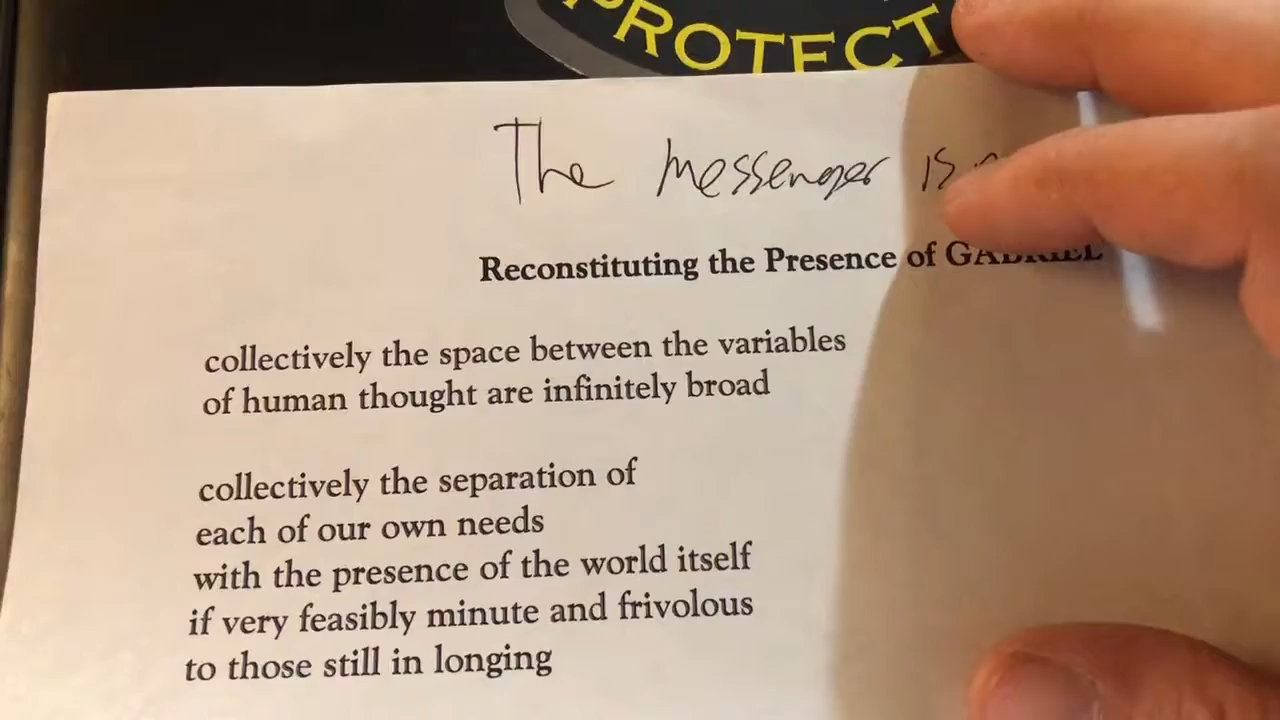 PROTECT
The Messenger is
Reconstituting the Presence of GABRIEL
collectively the space between the variables
of human thought are infinitely broad
collectively the separation of
each of our own needs
with the presence of the world itself
if very feasibly minute and frivolous
to those still in longing